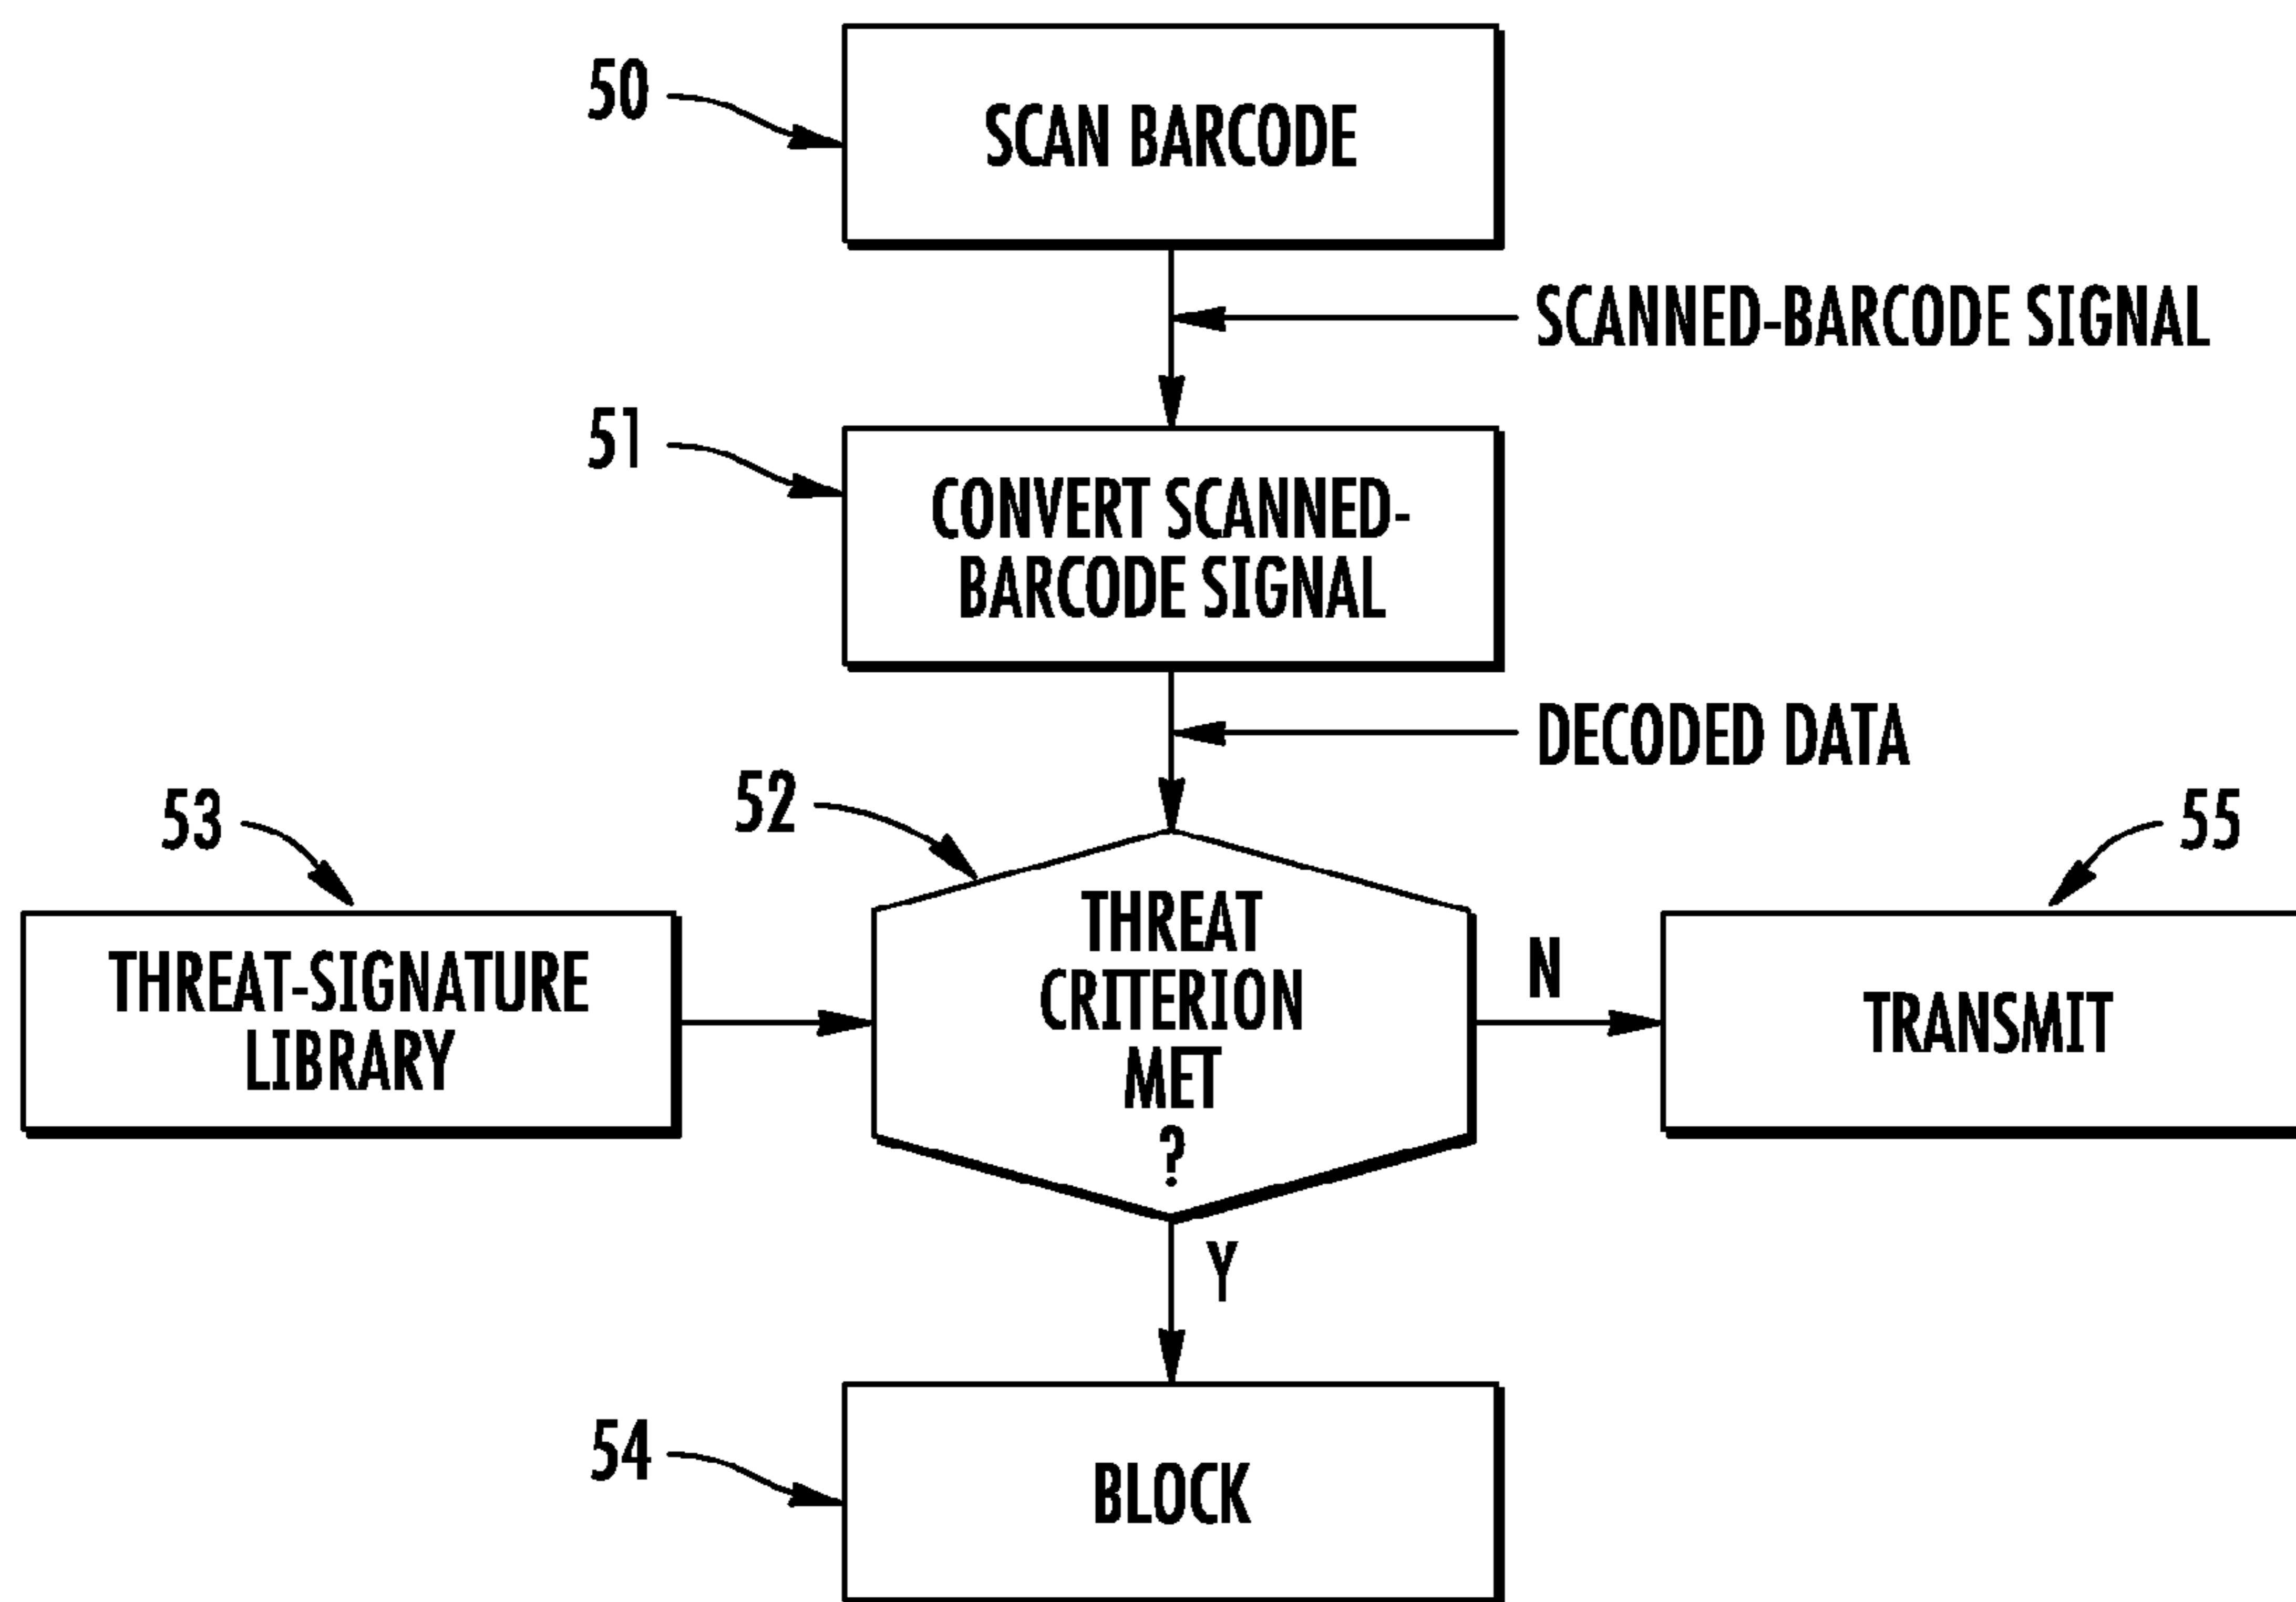 50
SCAN BARCODE
SCANNED-BARCODE SIGNAL
51
CONVERT SCANNED-
BARCODE SIGNAL
DECODED DATA
52
53
55
THREAT-SIGNATURE
LIBRARY
THREAT
CRITERION
MET
?
N
TRANSMIT
Y
54
BLOCK